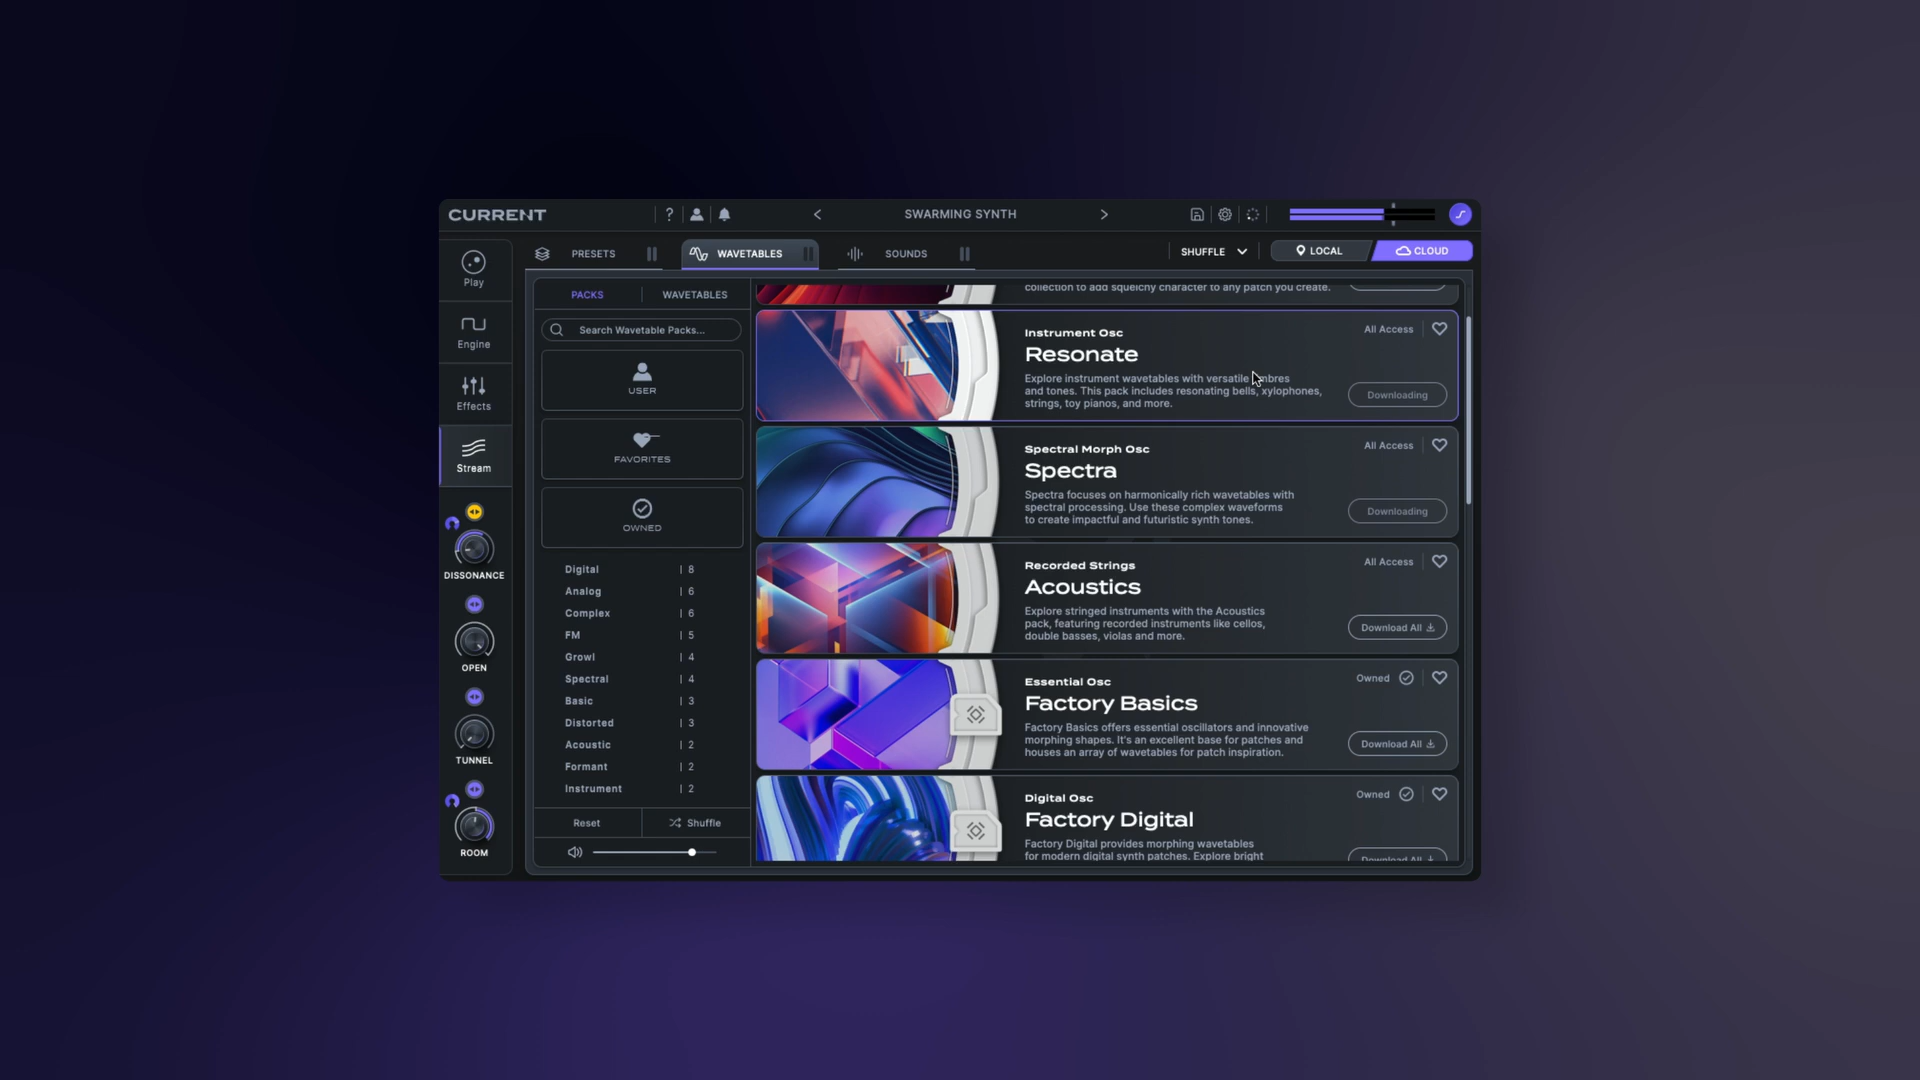 CURRENT
?
SWARMING SYNTH
PRESETS
WAVETABLES
SOUNDS
SHUFFLE
LOCAL
CLOUD
Play
Engine
Effects
Stream
DISSONANCE
OPEN
TUNNEL
ROOM
PACKS
WAVETABLES
Search Wavetable Packs...
USER
FAVORITES
OWNED
Digital | 8
Analog | 6
Complex | 6
FM | 5
Growl | 4
Spectral | 4
Basic | 3
Distorted | 3
Acoustic | 2
Formant | 2
Instrument | 2
Reset
Shuffle
collection to add squelchy character to any patch you create.
Instrument Osc
All Access
Resonate
Explore instrument wavetables with versatile
and tones. This pack includes resonating bells, xylophones,
strings, toy pianos, and more.
Downloading
Spectral Morph Osc
All Access
Spectra
Spectra focuses on harmonically rich wavetables with
spectral processing. Use these complex waveforms
to create impactful and futuristic synth tones.
Downloading
Recorded Strings
All Access
Acoustics
Explore stringed instruments with the Acoustics
pack, featuring recorded instruments like cellos,
double basses, violas and more.
Download All
Essential Osc
Owned
Factory Basics
Factory Basics offers essential oscillators and innovative
morphing shapes. It's an excellent base for patches and
houses an array of wavetables for patch inspiration.
Download All
Digital Osc
Owned
Factory Digital
Factory Digital provides morphing wavetables
for modern digital synth patches. Explore bright
Download All